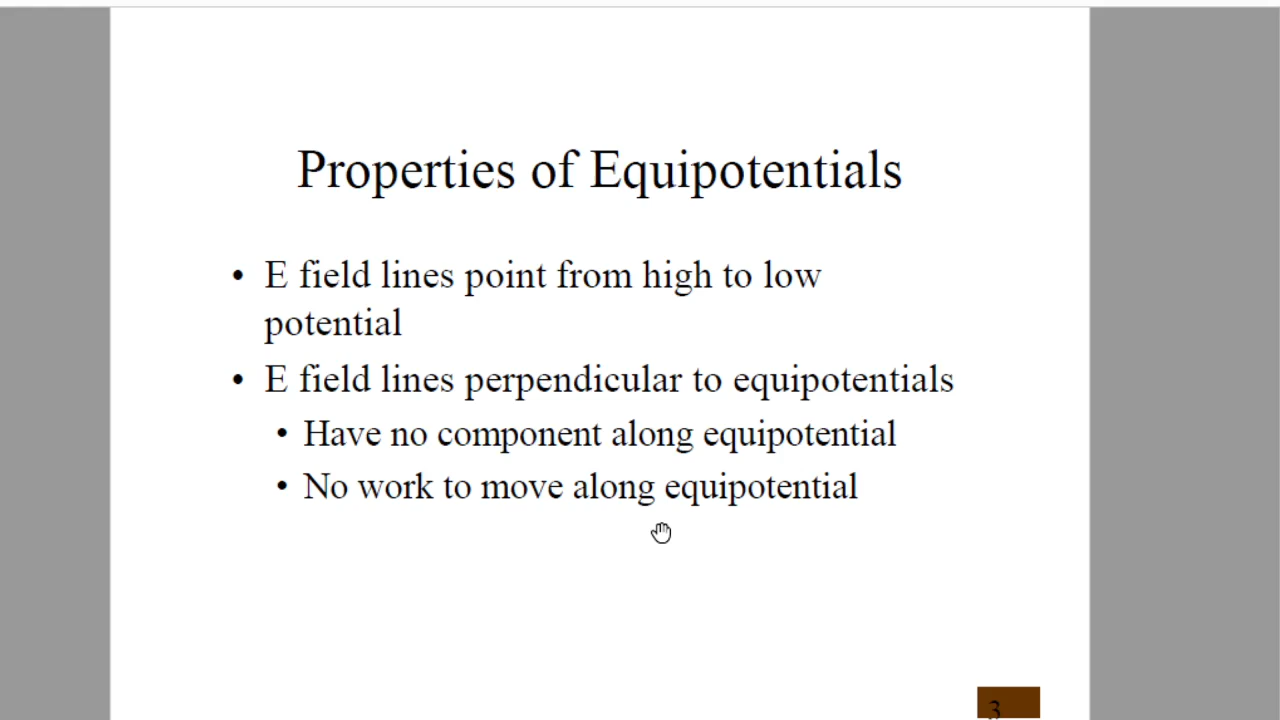 Properties of Equipotentials
• E field lines point from high to low
potential
• E field lines perpendicular to equipotentials
• Have no component along equipotential
• No work to move along equipotential
3